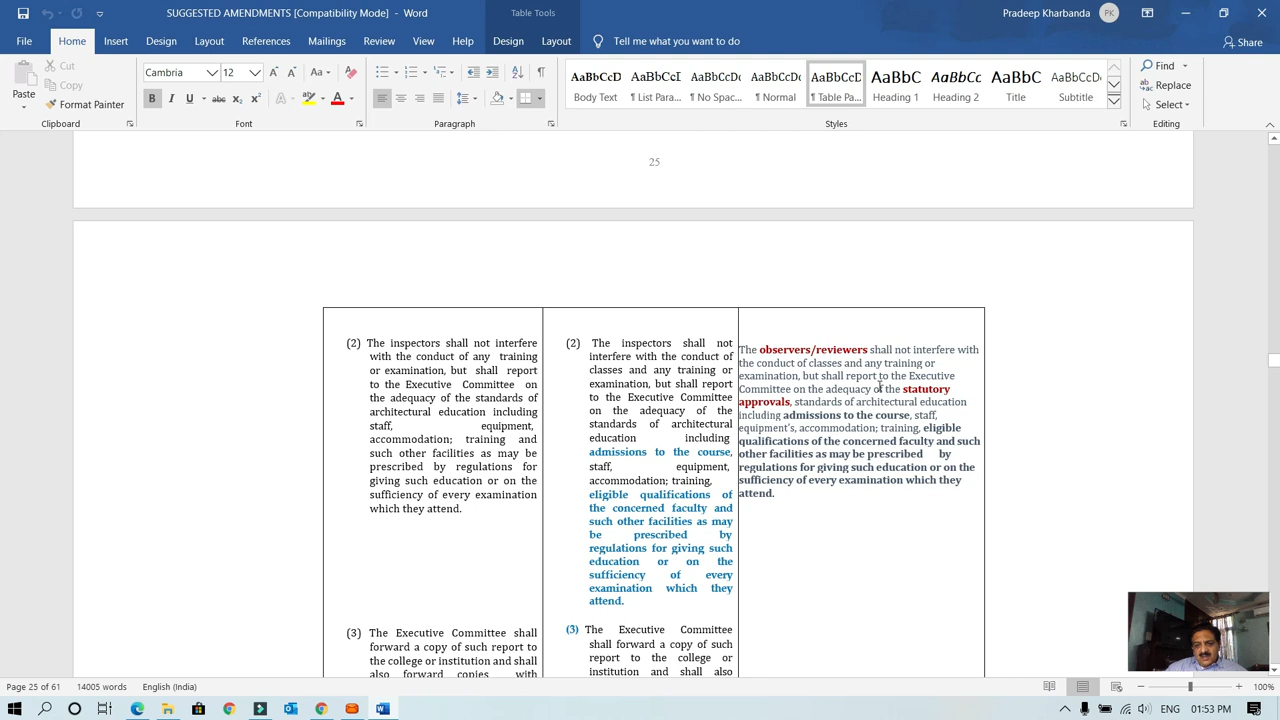 SUGGESTED AMENDMENTS [Compatibility Mode] - Word
Table Tools
Pradeep Kharbanda
PK
File
Home
Insert
Design
Layout
References
Mailings
Review
View
Help
Design
Layout
Tell me what you want to do
Share
Cut
Copy
Format Painter
Paste
Clipboard
Cambria
12
Font
Paragraph
AaBbCcD
Body Text
AaBbCcI
¶ List Para...
AaBbCcDc
¶ No Spac...
AaBbCcDc
¶ Normal
AaBbCcD
¶ Table Pa...
AaBbC
Heading 1
AaBbCc
Heading 2
AaBbC
Title
AaBbCcDc
Subtitle
Styles
Find
Replace
Select
Editing
25
(2) The inspectors shall not interfere
with the conduct of any training
or examination, but shall report
to the Executive Committee on
the adequacy of the standards of
architectural education including
staff, equipment,
accommodation; training and
such other facilities as may be
prescribed by regulations for
giving such education or on the
sufficiency of every examination
which they attend.
(3) The Executive Committee shall
forward a copy of such report to
the college or institution and shall
also forward copies, with
(2) The inspectors shall not
interfere with the conduct of
classes and any training or
examination, but shall report
to the Executive Committee
on the adequacy of the
standards of architectural
education including
admissions to the course,
staff, equipment,
accommodation; training,
eligible qualifications of
the concerned faculty and
such other facilities as may
be prescribed by
regulations for giving such
education or on the
sufficiency of every
examination which they
attend.
(3) The Executive Committee
shall forward a copy of such
report to the college or
institution and shall also
The observers/reviewers shall not interfere with
the conduct of classes and any training or
examination, but shall report to the Executive
Committee on the adequacy of the statutory
approvals, standards of architectural education
including admissions to the course, staff,
equipment's, accommodation; training, eligible
qualifications of the concerned faculty and such
other facilities as may be prescribed by
regulations for giving such education or on the
sufficiency of every examination which they
attend.
Page 25 of 61
14005 words
English (India)
100%
ENG
01:53 PM